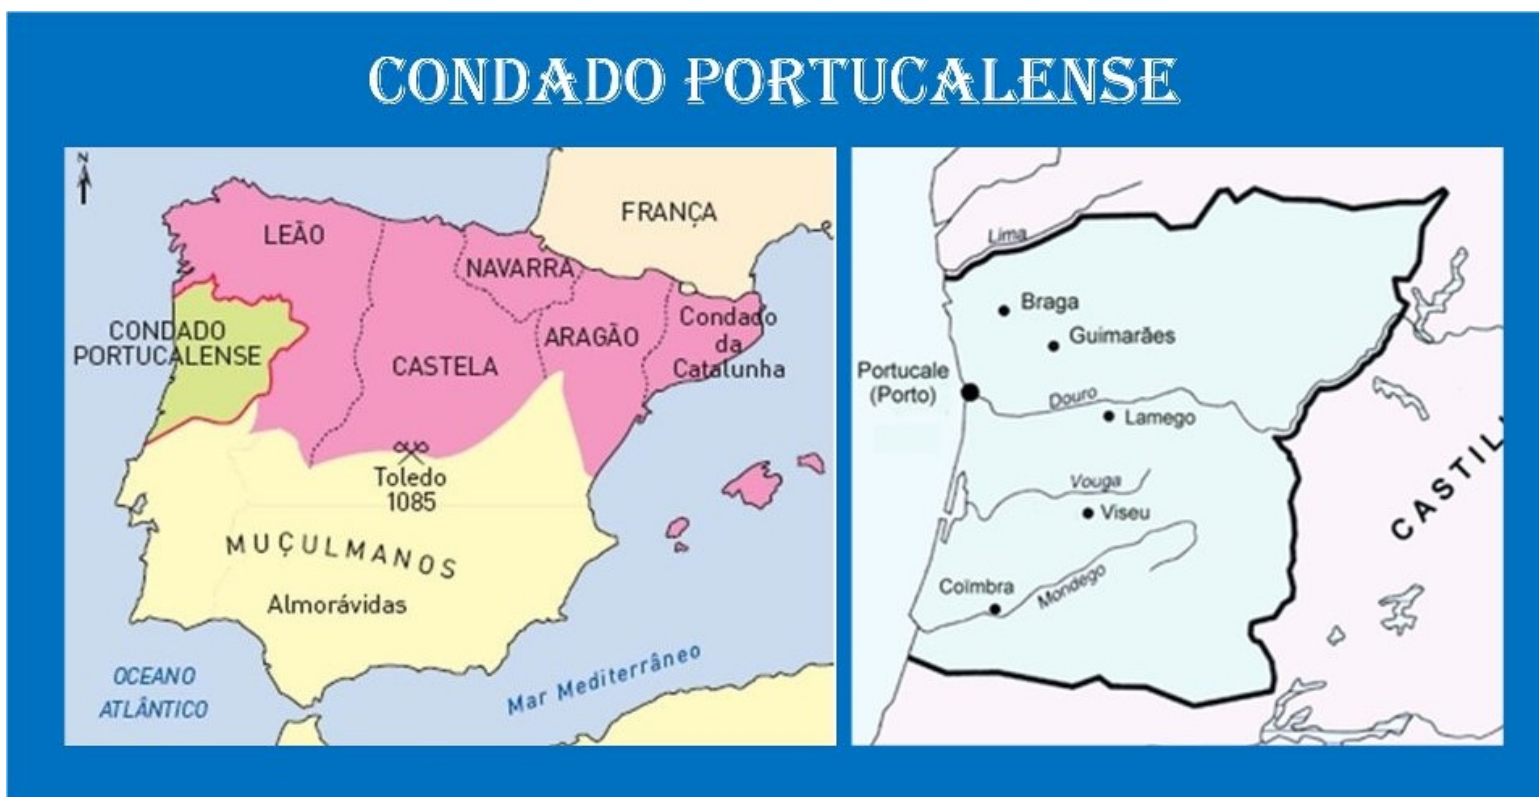 CONDADO PORTUCALENSE
N
FRANÇA
LEÃO
NAVARRA
CONDADO
PORTUCALENSE
CASTELA
ARAGÃO
Condado
da
Catalunha
Toledo
1085
MUÇULMANOS
Almorávidas
OCEANO
ATLÂNTICO
Mar Mediterrâneo
Lima
Braga
Guimarães
Portucale
(Porto)
Douro
Lamego
Vouga
Viseu
Coimbra
Mondego
CASTIL